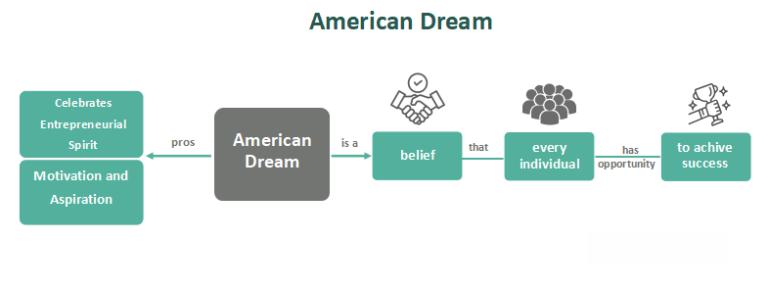 American Dream
Celebrates
Entrepreneurial
Spirit
Motivation and
Aspiration
pros
American
Dream
is a
belief
that
every
individual
has
opportunity
to achive
success